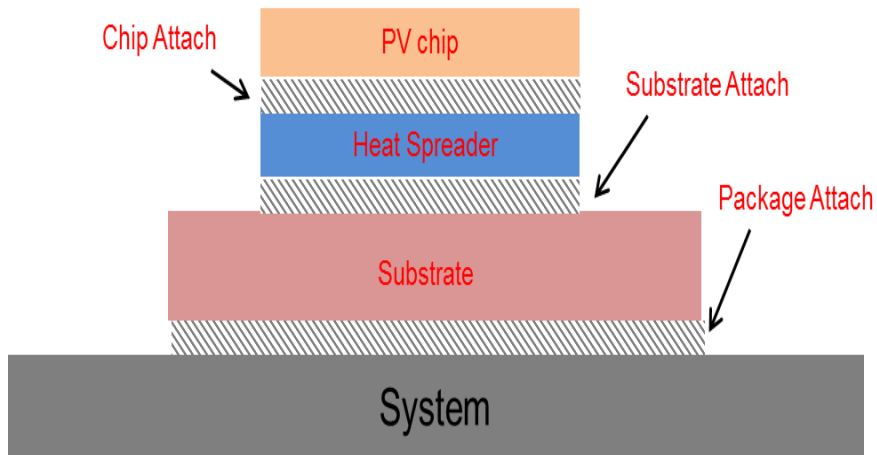 PV chip
Chip Attach
Substrate Attach
Heat Spreader
Package Attach
Substrate
System